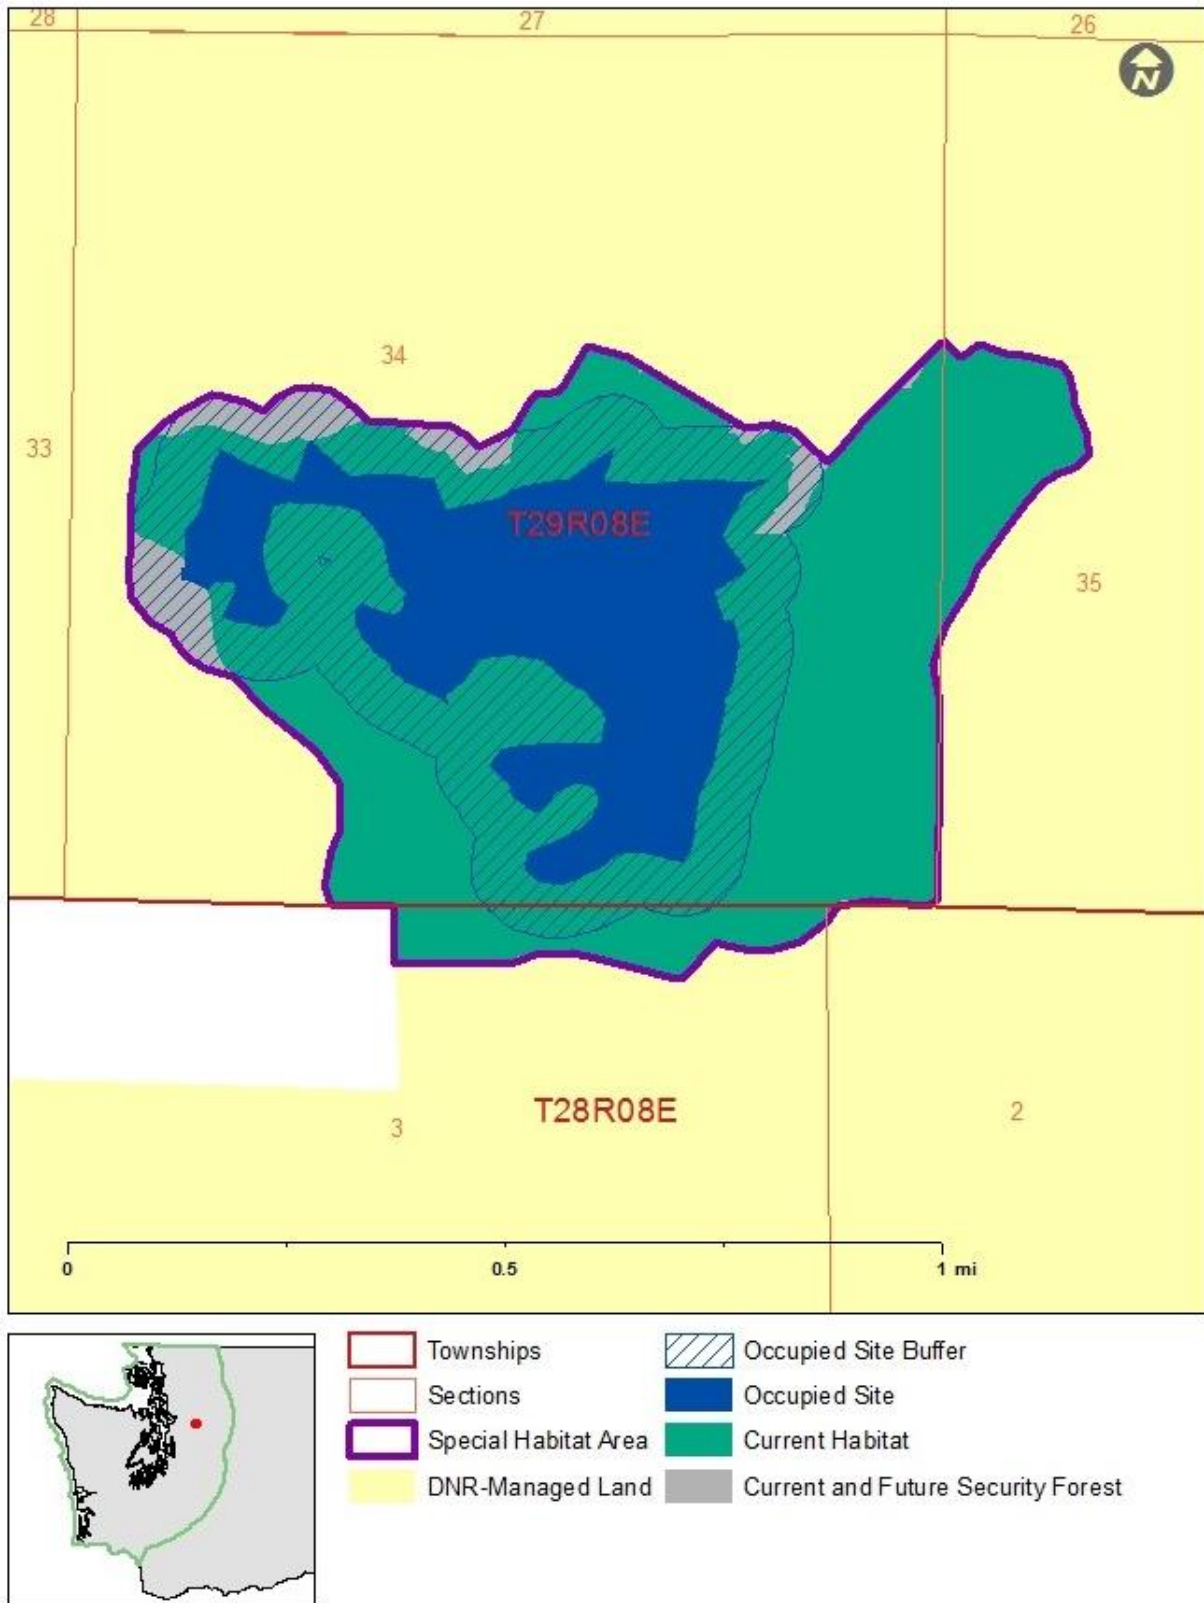 28
27
26
N
34
33
T29R08E
35
T28R08E
3
2
0
0.5
1 mi
Townships
Sections
Special Habitat Area
DNR-Managed Land
Occupied Site Buffer
Occupied Site
Current Habitat
Current and Future Security Forest